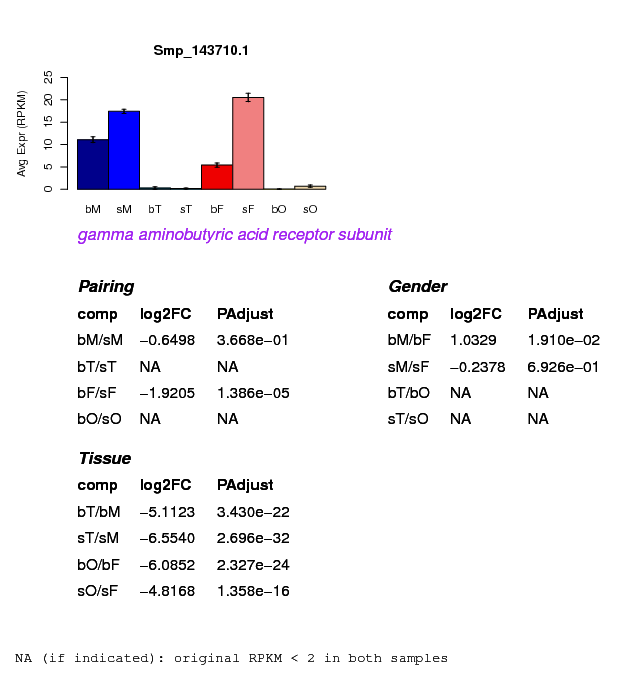 Smp_143710.1
Avg Expr (RPKM)
25
20
15
10
5
0
bM sM bT sT bF sF bO sO
gamma aminobutyric acid receptor subunit
Pairing
comp log2FC PAdjust
bM/sM −0.6498 3.668e−01
bT/sT NA NA
bF/sF −1.9205 1.386e−05
bO/sO NA NA
Gender
comp log2FC PAdjust
bM/bF 1.0329 1.910e−02
sM/sF −0.2378 6.926e−01
bT/bO NA NA
sT/sO NA NA
Tissue
comp log2FC PAdjust
bT/bM −5.1123 3.430e−22
sT/sM −6.5540 2.696e−32
bO/bF −6.0852 2.327e−24
sO/sF −4.8168 1.358e−16
NA (if indicated): original RPKM < 2 in both samples